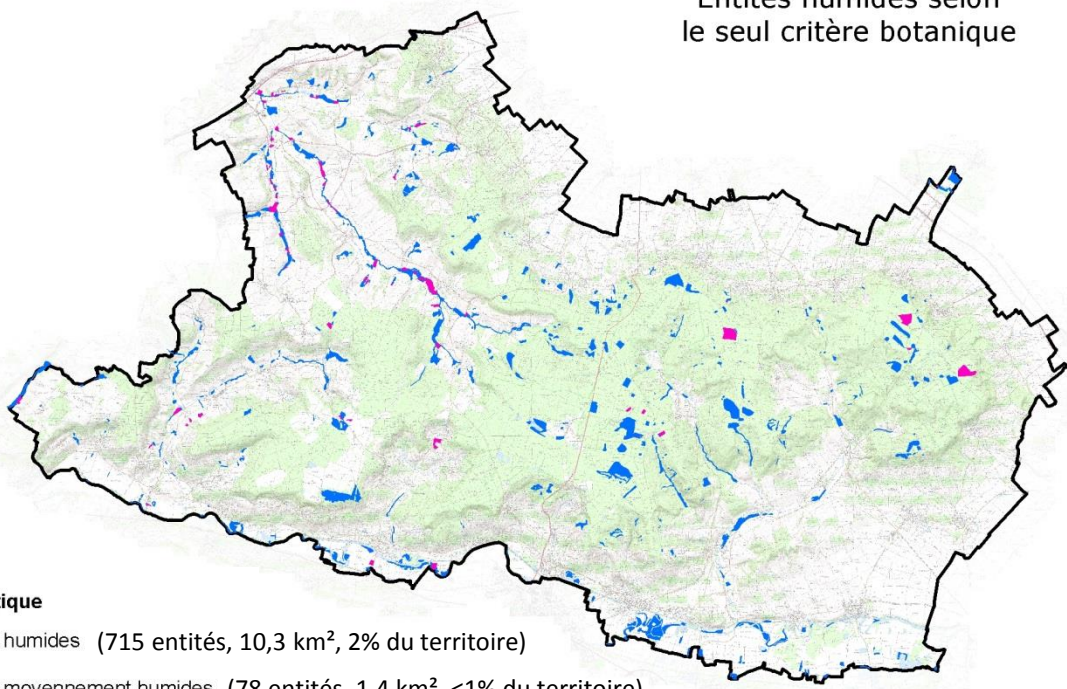 Entités humides selon
le seul critère botanique
tique
humides (715 entités, 10,3 km², 2% du territoire)
moyennement humides (78 entités, 1,4 km², <1% du territoire)